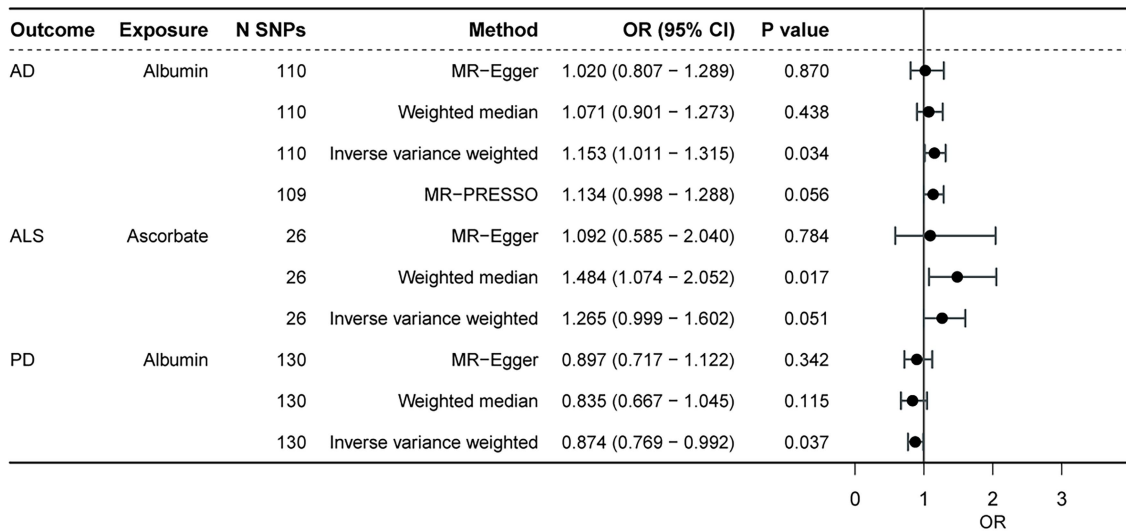 Outcome Exposure N SNPs Method OR (95% CI) P value
AD Albumin 110 MR−Egger 1.020 (0.807 − 1.289) 0.870
110 Weighted median 1.071 (0.901 − 1.273) 0.438
110 Inverse variance weighted 1.153 (1.011 − 1.315) 0.034
109 MR−PRESSO 1.134 (0.998 − 1.288) 0.056
ALS Ascorbate 26 MR−Egger 1.092 (0.585 − 2.040) 0.784
26 Weighted median 1.484 (1.074 − 2.052) 0.017
26 Inverse variance weighted 1.265 (0.999 − 1.602) 0.051
PD Albumin 130 MR−Egger 0.897 (0.717 − 1.122) 0.342
130 Weighted median 0.835 (0.667 − 1.045) 0.115
130 Inverse variance weighted 0.874 (0.769 − 0.992) 0.037
0 1 2 3
OR